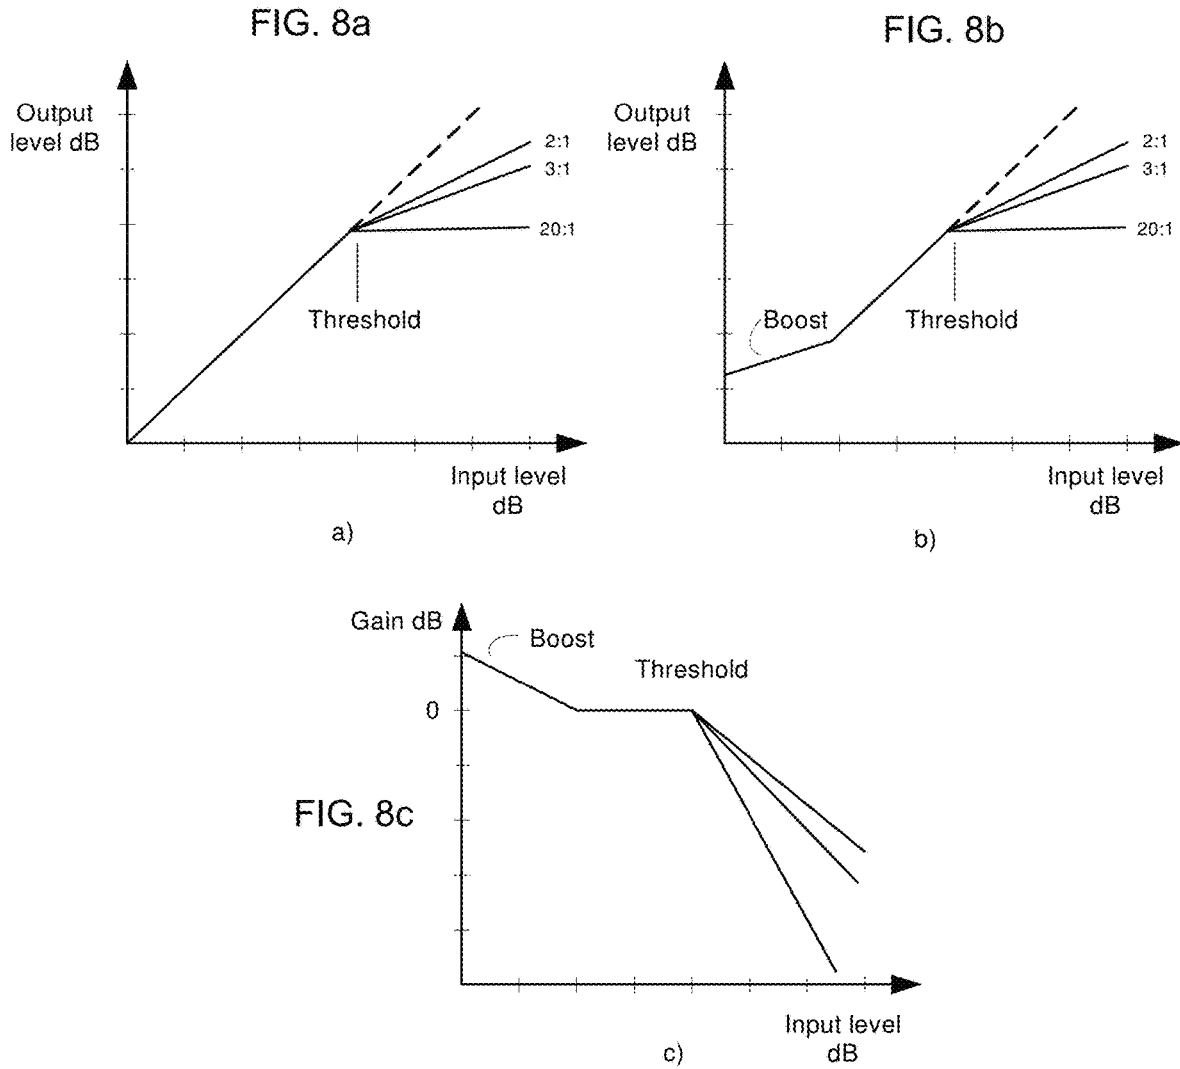 FIG. 8a
Output
level dB
2:1
3:1
20:1
Threshold
Input level
dB
a)
FIG. 8b
Output
level dB
2:1
3:1
20:1
Boost
Threshold
Input level
dB
b)
Gain dB
Boost
Threshold
0
FIG. 8c
Input level
dB
c)